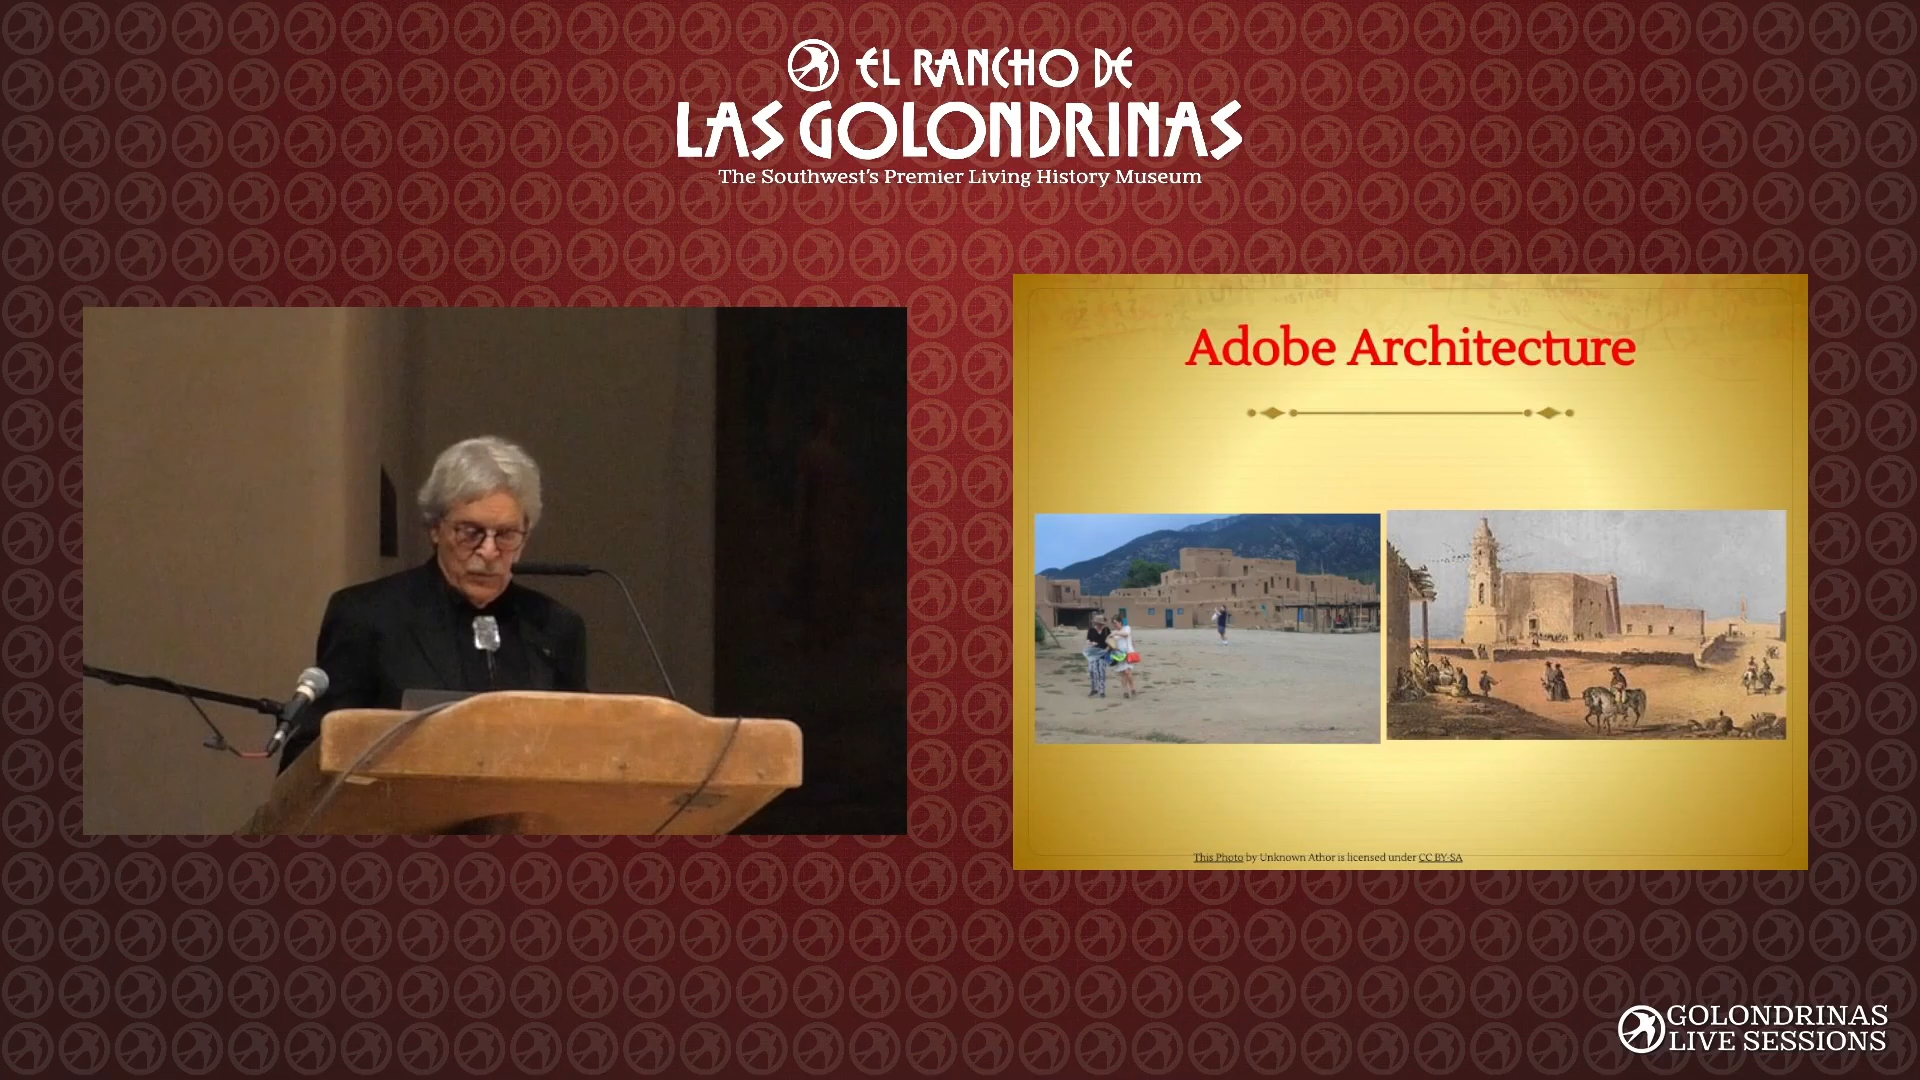 EL RANCHO DE
LAS GOLONDRINAS
The Southwest's Premier Living History Museum
Adobe Architecture
This Photo by Unknown Athor is licensed under CC BY-SA
GOLONDRINAS
LIVE SESSIONS